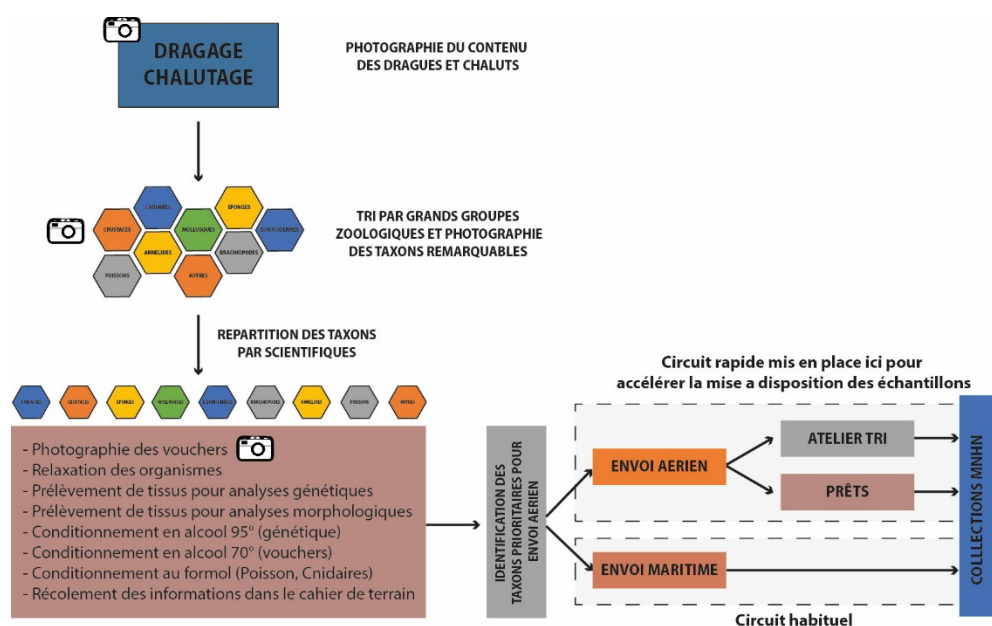 DRAGAGE
CHALUTAGE
PHOTOGRAPHIE DU CONTENU
DES DRAGUES ET CHALUTS
CNIDAIRES
EPONGES
CRUSTACES
MOLLUSQUES
ECHINODERMES
ANNELIDES
BRACHIOPODES
POISSONS
AUTRES
TRI PAR GRANDS GROUPES
ZOOLOGIQUES ET PHOTOGRAPHIE
DES TAXONS REMARQUABLES
REPARTITION DES TAXONS
PAR SCIENTIFIQUES
CNIDAIRES
CRUSTACES
EPONGES
MOLLUSQUES
ECHINODERMES
BRACHIOPODES
ANNELIDES
POISSONS
AUTRES
- Photographie des vouchers
- Relaxation des organismes
- Prélèvement de tissus pour analyses génétiques
- Prélèvement de tissus pour analyses morphologiques
- Conditionnement en alcool 95° (génétique)
- Conditionnement en alcool 70° (vouchers)
- Conditionnement au formol (Poisson, Cnidaires)
- Récolement des informations dans le cahier de terrain
IDENTIFICATION DES
TAXONS PRIORITAIRES POUR
ENVOI AERIEN
Circuit rapide mis en place ici pour
accélérer la mise a disposition des échantillons
ENVOI AERIEN
ATELIER TRI
PRÊTS
ENVOI MARITIME
Circuit habituel
COLLLECTIONS MNHN